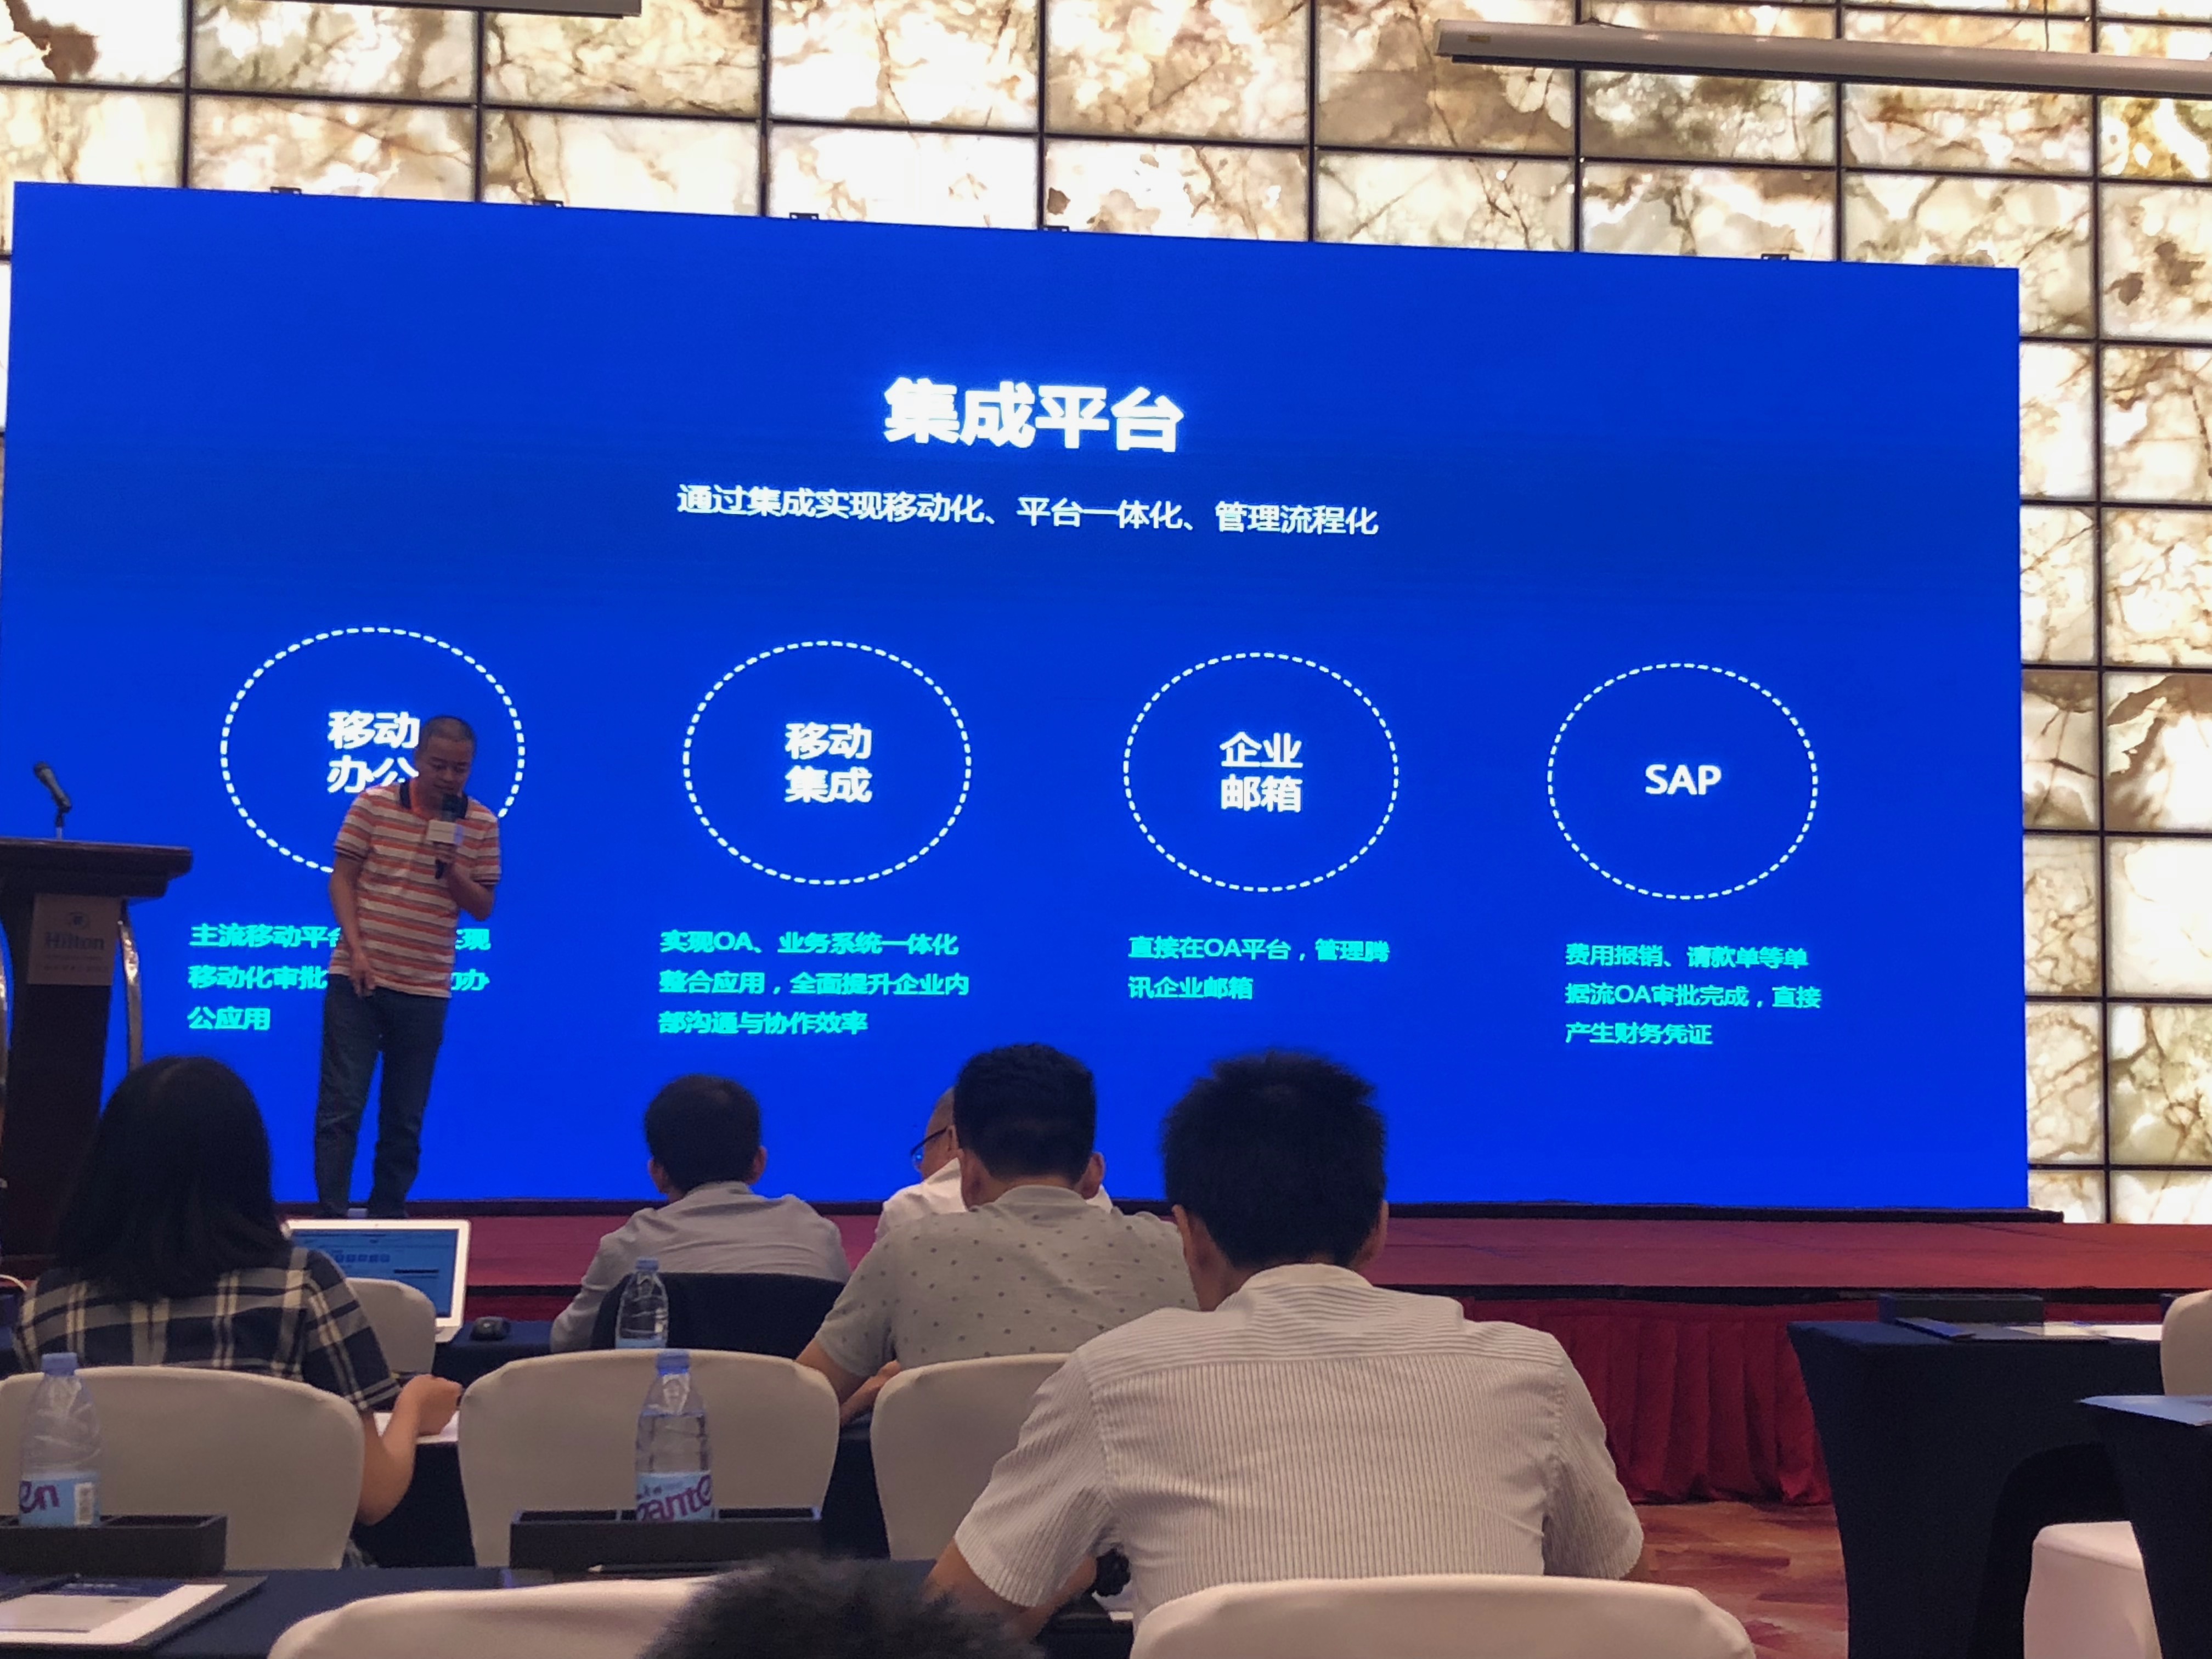 集成平台
通过集成实现移动化、平台一体化、管理流程化
移动
办公
移动
集成
企业
邮箱
SAP
主流移动平台 现
移动化审批 办
公应用
实现OA、业务系统一体化
整合应用，全面提升企业内
部沟通与协作效率
直接在OA平台，管理腾
讯企业邮箱
费用报销、请款单等单
据流OA审批完成，直接
产生财务凭证
Hilton